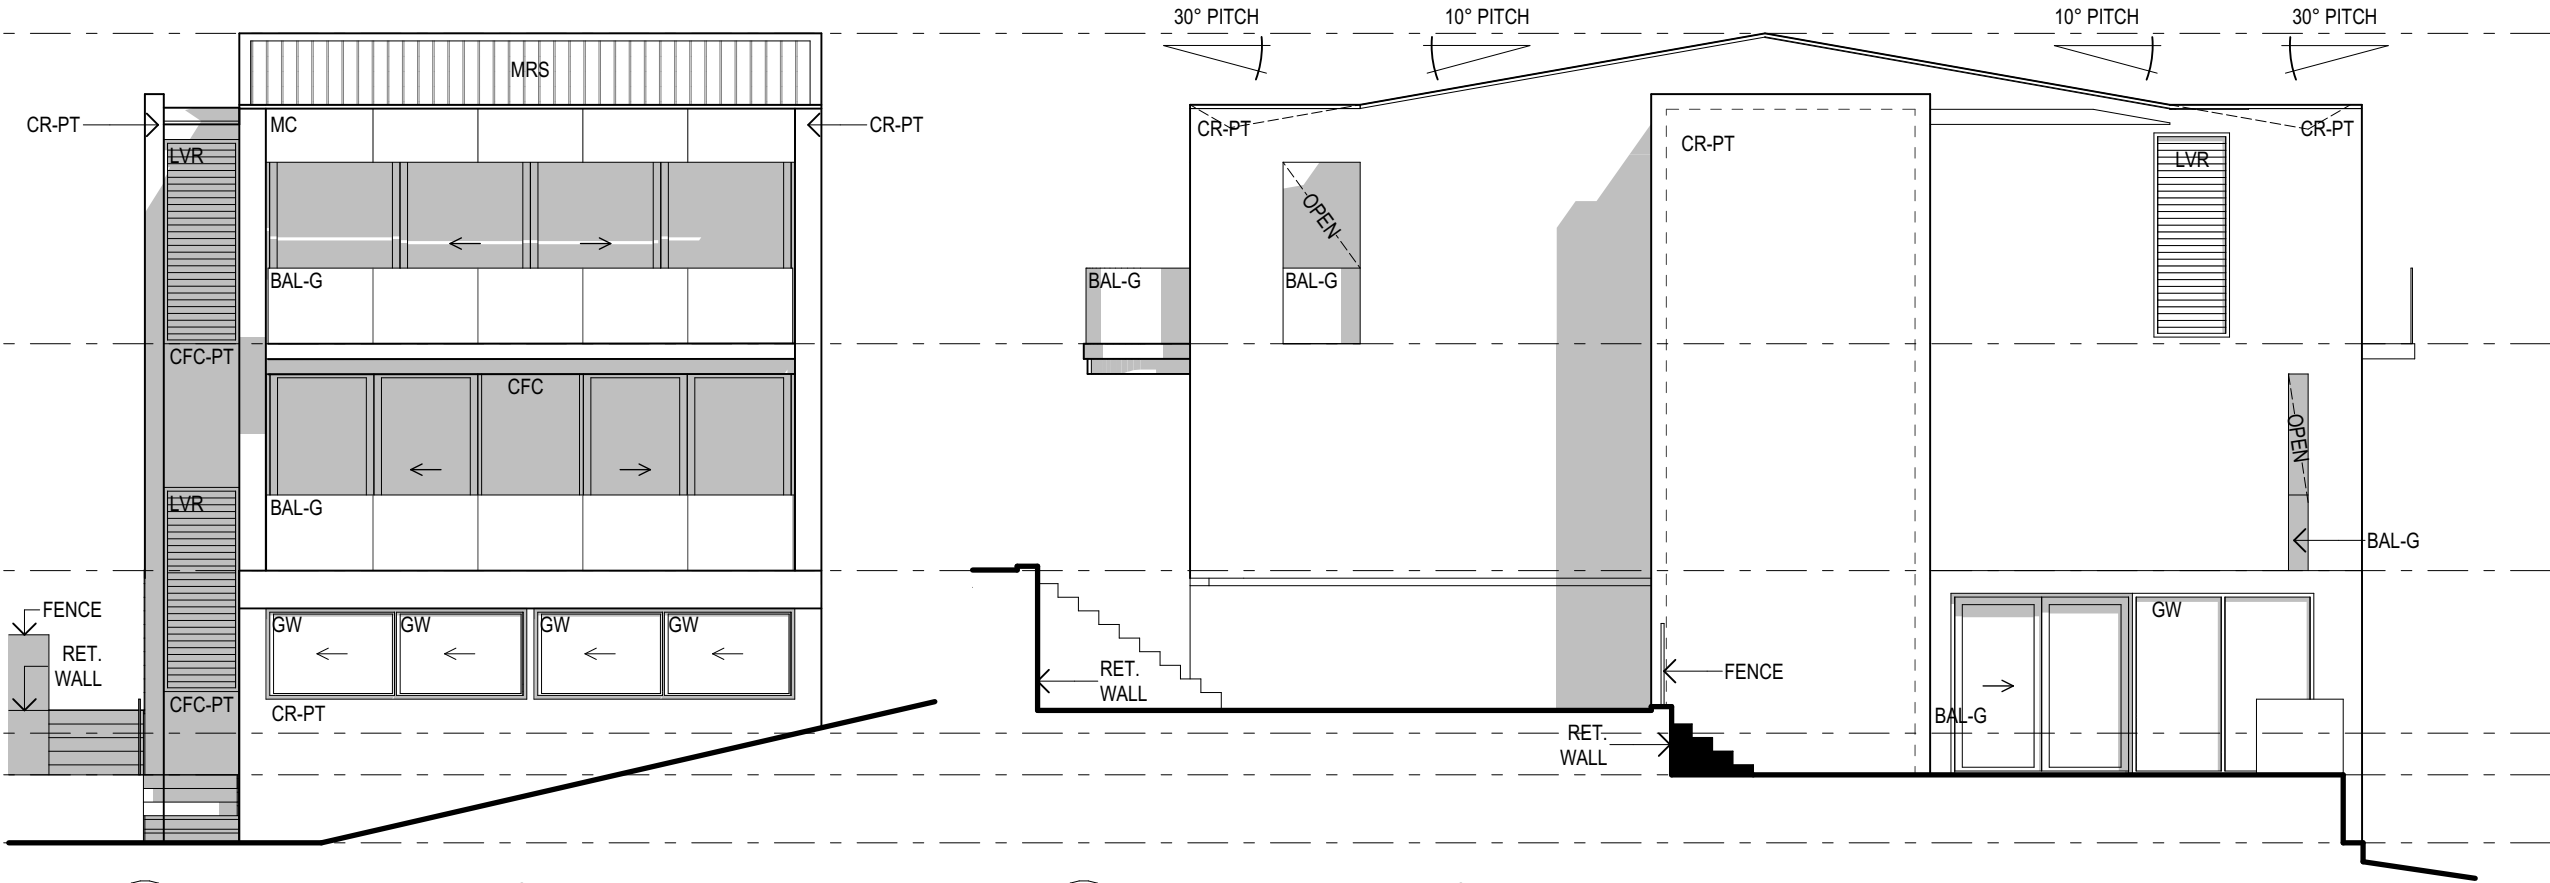 30° PITCH
10° PITCH
10° PITCH
30° PITCH
MRS
CR-PT
MC
CR-PT
LVR
BAL-G
CFC-PT
CFC
LVR
BAL-G
FENCE
GW
GW
GW
GW
RET.
WALL
CFC-PT
CR-PT
CR-PT
CR-PT
CR-PT
LVR
OPEN
BAL-G
BAL-G
OPEN
BAL-G
GW
RET.
WALL
FENCE
BAL-G
RET.
WALL